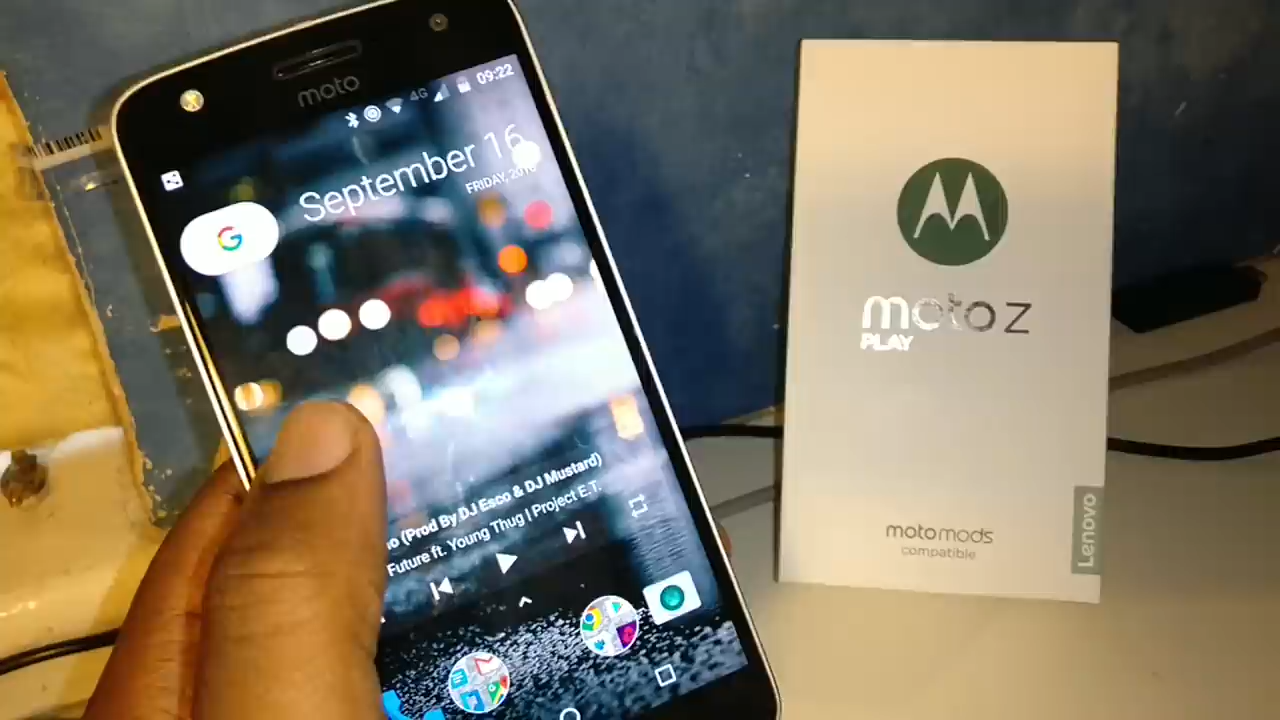 moto
4G 09:22
September 16
FRIDAY, 2016
(Prod By DJ Esco & DJ Mustard)
Future ft. Young Thug | Project E.T.
moto z
PLAY
motomods
compatible
Lenovo